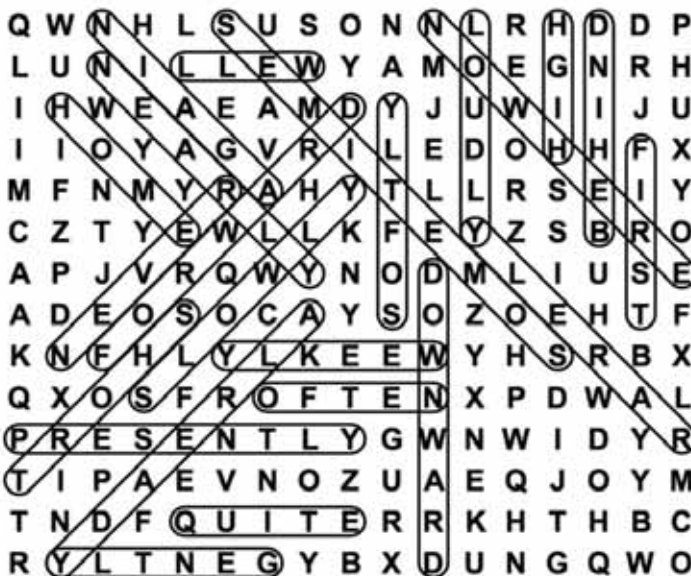 Q W N H L S U S O N N L R H D D P
L U N I L L E W Y A M O E G N R H
I H W E A E A M D Y J U W I I J U
I I O Y A G V R I L E D O H H F X
M F N M Y R A H Y T L L R S E I Y
C Z T Y E W L L K F E Y Z S B R O
A P J V R Q W Y N O D M L I U S E
A D E O S O C A Y S O Z O E H T F
K N F H L Y L K E E W Y H S R B X
Q X O S F R O F T E N X P D W A L
P R E S E N T L Y G W N W I D Y R
T I P A E V N O Z U A E Q J O Y M
T N D F Q U I T E R R K H T H B C
R Y L T N E G Y B X D U N G Q W O